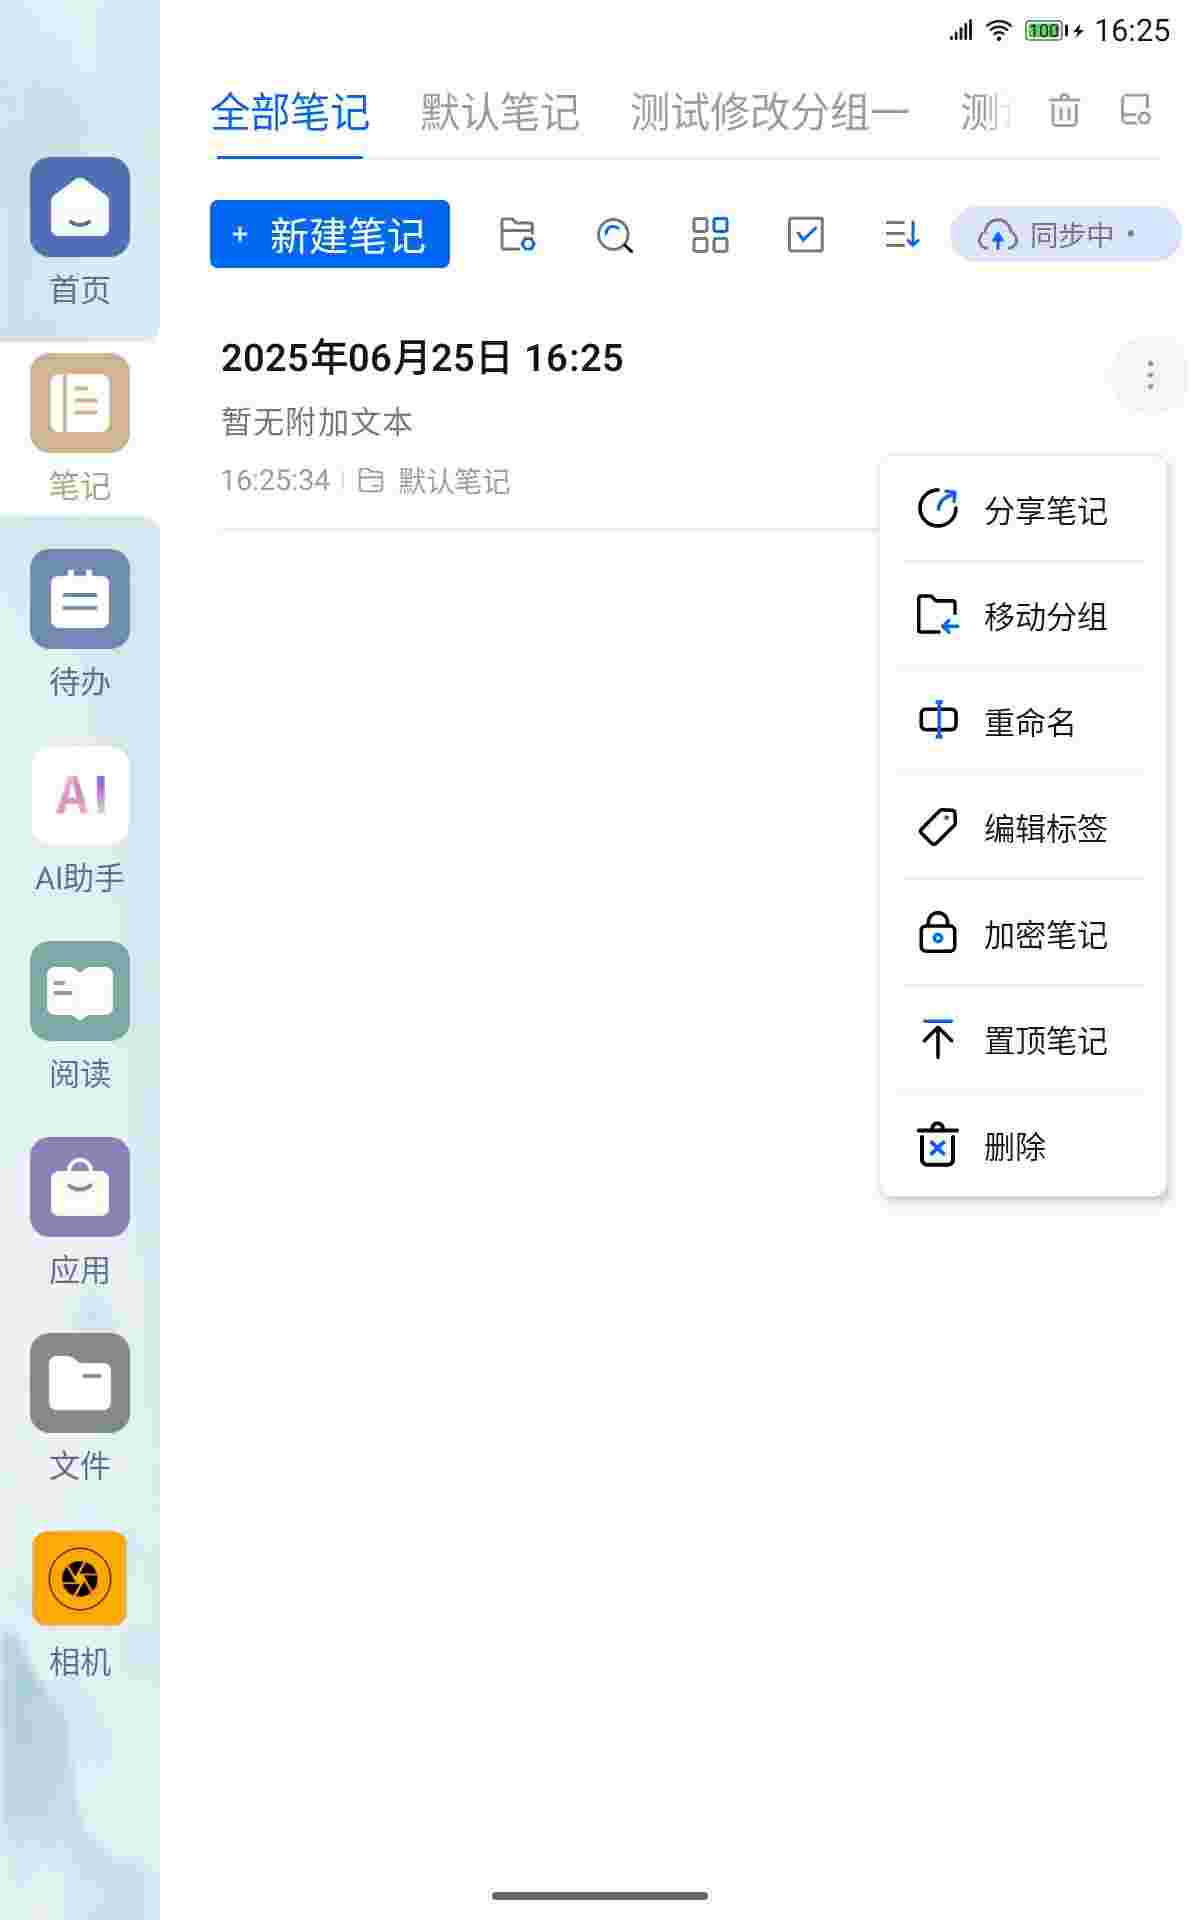 100 16:25
全部笔记 默认笔记 测试修改分组一 测
+ 新建笔记 同步中
2025年06月25日 16:25
暂无附加文本
16:25:34 默认笔记
分享笔记
移动分组
重命名
编辑标签
加密笔记
置顶笔记
删除
首页
笔记
待办
AI
AI助手
阅读
应用
文件
相机